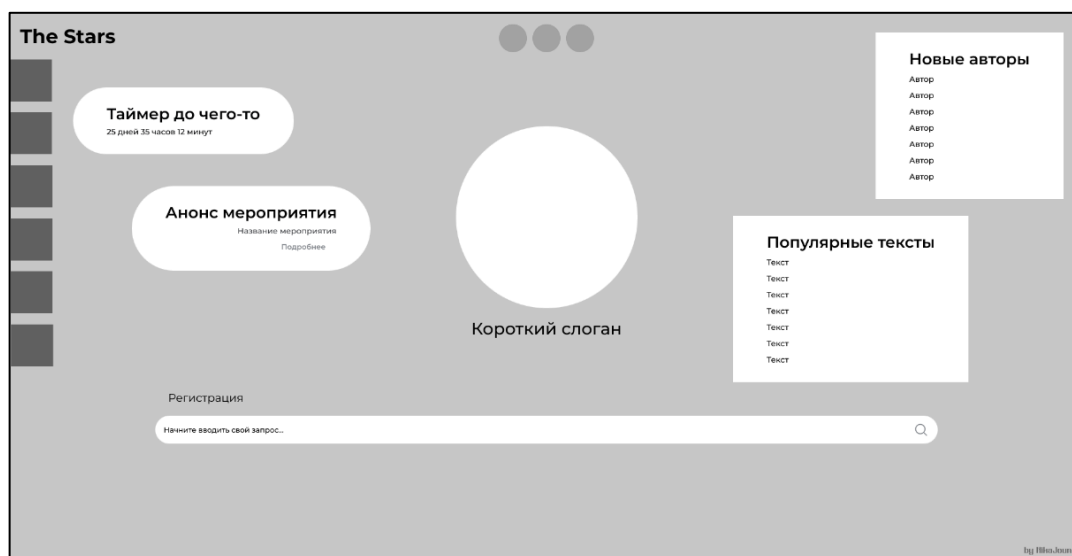 The Stars
Таймер до чего-то
25 дней 35 часов 12 минут
Анонс мероприятия
Название мероприятия
Подробнее
Короткий слоган
Новые авторы
Автор
Автор
Автор
Автор
Автор
Автор
Автор
Популярные тексты
Текст
Текст
Текст
Текст
Текст
Текст
Текст
Регистрация
Начните вводить свой запрос...
by